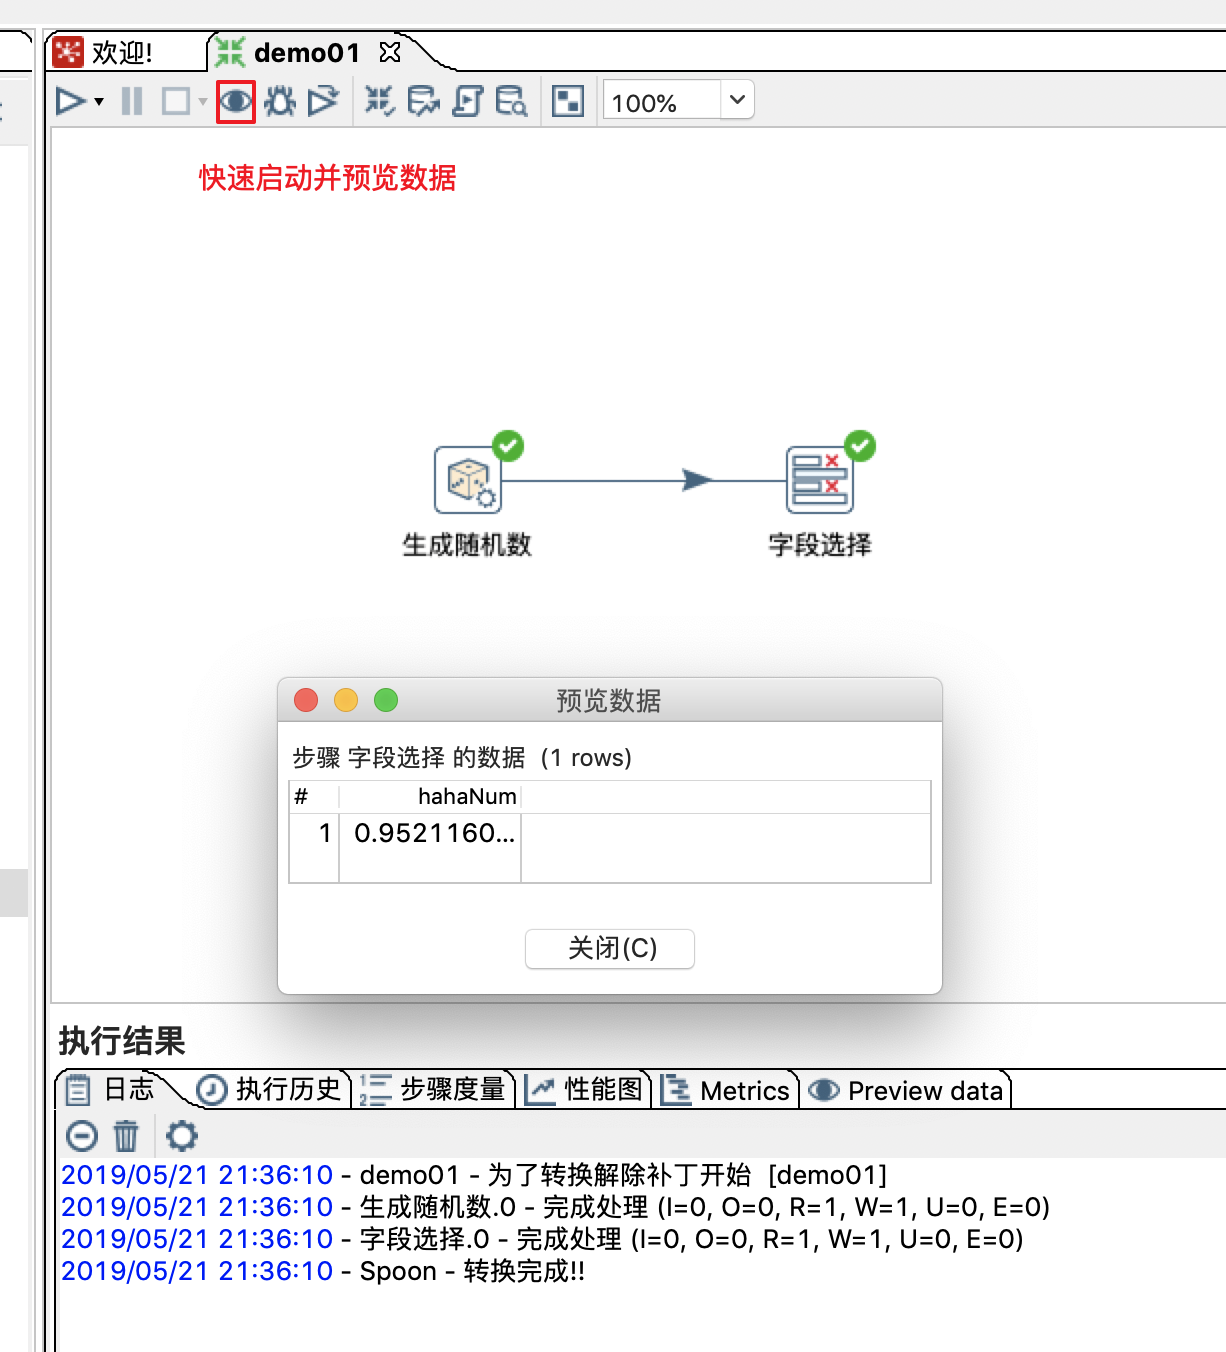 欢迎!
demo01
100%
快速启动并预览数据
生成随机数
字段选择
预览数据
步骤 字段选择 的数据  (1 rows)
# hahaNum
1 0.9521160...
关闭(C)
执行结果
日志 执行历史 步骤度量 性能图 Metrics Preview data
2019/05/21 21:36:10 - demo01 - 为了转换解除补丁开始  [demo01]
2019/05/21 21:36:10 - 生成随机数.0 - 完成处理 (I=0, O=0, R=1, W=1, U=0, E=0)
2019/05/21 21:36:10 - 字段选择.0 - 完成处理 (I=0, O=0, R=1, W=1, U=0, E=0)
2019/05/21 21:36:10 - Spoon - 转换完成!!